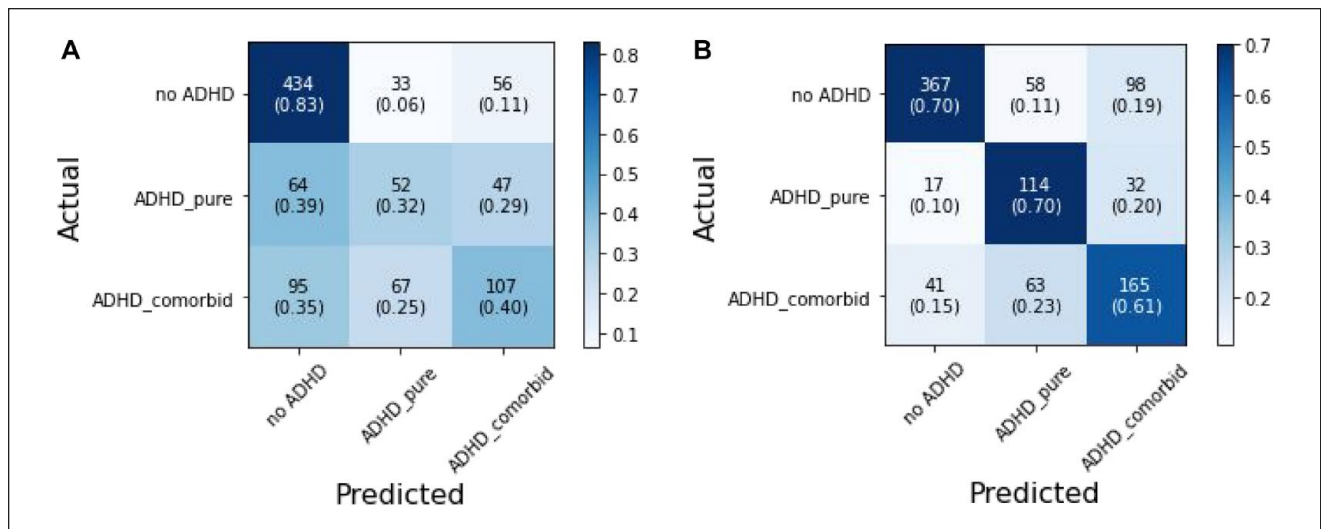 A
Actual
no ADHD
ADHD_pure
ADHD_comorbid
434
(0.83)
33
(0.06)
56
(0.11)
64
(0.39)
52
(0.32)
47
(0.29)
95
(0.35)
67
(0.25)
107
(0.40)
no ADHD
ADHD_pure
ADHD_comorbid
Predicted
0.8
0.7
0.6
0.5
0.4
0.3
0.2
0.1
B
Actual
no ADHD
ADHD_pure
ADHD_comorbid
367
(0.70)
58
(0.11)
98
(0.19)
17
(0.10)
114
(0.70)
32
(0.20)
41
(0.15)
63
(0.23)
165
(0.61)
no ADHD
ADHD_pure
ADHD_comorbid
Predicted
0.7
0.6
0.5
0.4
0.3
0.2